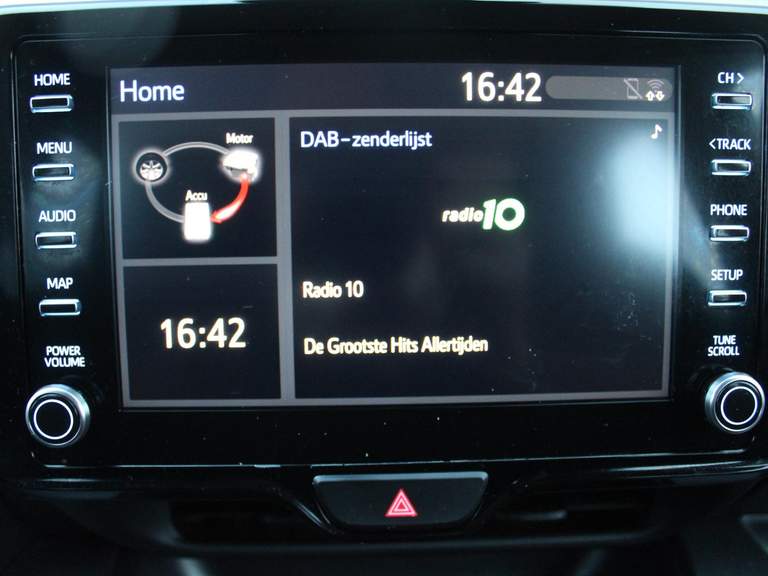 Home 16:42
HOME
MENU
AUDIO
MAP
POWER
VOLUME
Motor
Accu
16:42
DAB-zenderlijst
radio10
Radio 10
De Grootste Hits Allertijden
CH >
<TRACK
PHONE
SETUP
TUNE
SCROLL